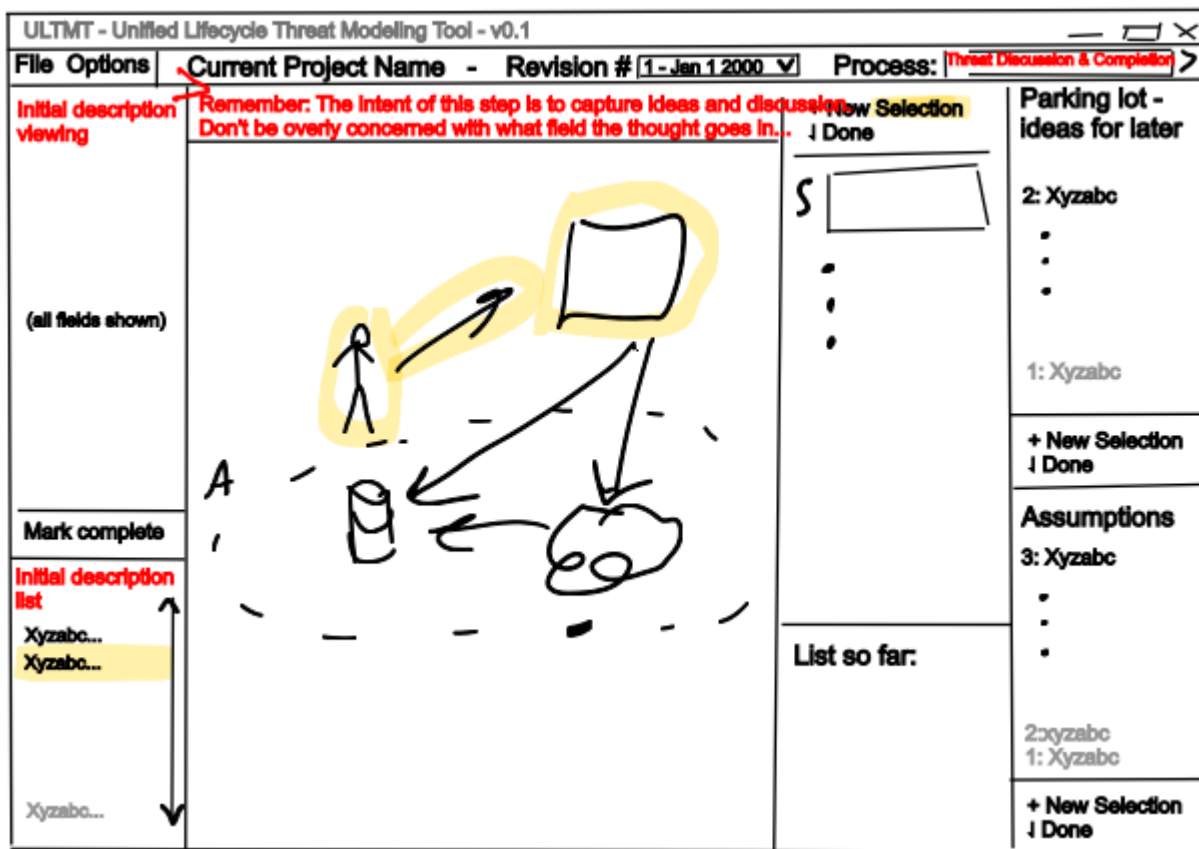 ULTMT - Unified Lifecycle Threat Modeling Tool - v0.1
File Options
Current Project Name - Revision # 1 - Jan 1 2000 Process: Threat Discussion & Completion
Initial description
viewing
(all fields shown)
Mark complete
Initial description
list
Xyzabc...
Xyzabc...
Xyzabc...
Remember: The intent of this step is to capture ideas and discussion.
Don't be overly concerned with what field the thought goes in...
A
+ New Selection
↓ Done
S
List so far:
Parking lot -
ideas for later
2: Xyzabc
1: Xyzabc
+ New Selection
↓ Done
Assumptions
3: Xyzabc
2:xyzabc
1: Xyzabc
+ New Selection
↓ Done